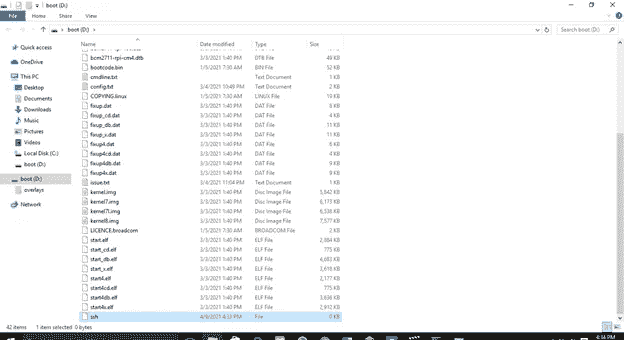 boot (D:)
File Home Share View
boot (D:)
Search boot (D:)
Name Date modified Type Size
Quick access
OneDrive
This PC
Desktop
Documents
Downloads
Music
Pictures
Videos
Local Disk (C:)
boot (D:)
boot (D:)
overlays
Network
bcm2711-rpi-cm4.dtb 3/3/2021 1:40 PM DTB File 49 KB
bootcode.bin 1/5/2021 7:30 AM BIN File 52 KB
cmdline.txt Text Document 1 KB
config.txt 3/4/2021 10:49 PM Text Document 2 KB
COPYING.linux 1/5/2021 7:30 AM LINUX File 19 KB
fixup.dat 3/3/2021 1:40 PM DAT File 8 KB
fixup_cd.dat 3/3/2021 1:40 PM DAT File 4 KB
fixup_db.dat 3/3/2021 1:40 PM DAT File 11 KB
fixup_x.dat 3/3/2021 1:40 PM DAT File 11 KB
fixup4.dat 3/3/2021 1:40 PM DAT File 6 KB
fixup4cd.dat 3/3/2021 1:40 PM DAT File 4 KB
fixup4db.dat 3/3/2021 1:40 PM DAT File 9 KB
fixup4x.dat 3/3/2021 1:40 PM DAT File 9 KB
issue.txt 3/4/2021 11:04 PM Text Document 1 KB
kernel.img 3/3/2021 1:40 PM Disc Image File 5,842 KB
kernel7.img 3/3/2021 1:40 PM Disc Image File 6,173 KB
kernel7l.img 3/3/2021 1:40 PM Disc Image File 6,538 KB
kernel8.img 3/3/2021 1:40 PM Disc Image File 7,577 KB
LICENCE.broadcom 1/5/2021 7:30 AM BROADCOM File 2 KB
start.elf 3/3/2021 1:40 PM ELF File 2,884 KB
start_cd.elf 3/3/2021 1:40 PM ELF File 775 KB
start_db.elf 3/3/2021 1:40 PM ELF File 4,683 KB
start_x.elf 3/3/2021 1:40 PM ELF File 3,618 KB
start4.elf 3/3/2021 1:40 PM ELF File 2,177 KB
start4cd.elf 3/3/2021 1:40 PM ELF File 775 KB
start4db.elf 3/3/2021 1:40 PM ELF File 3,636 KB
start4x.elf 3/3/2021 1:40 PM ELF File 2,912 KB
ssh File 0 KB
42 items 1 item selected 0 bytes